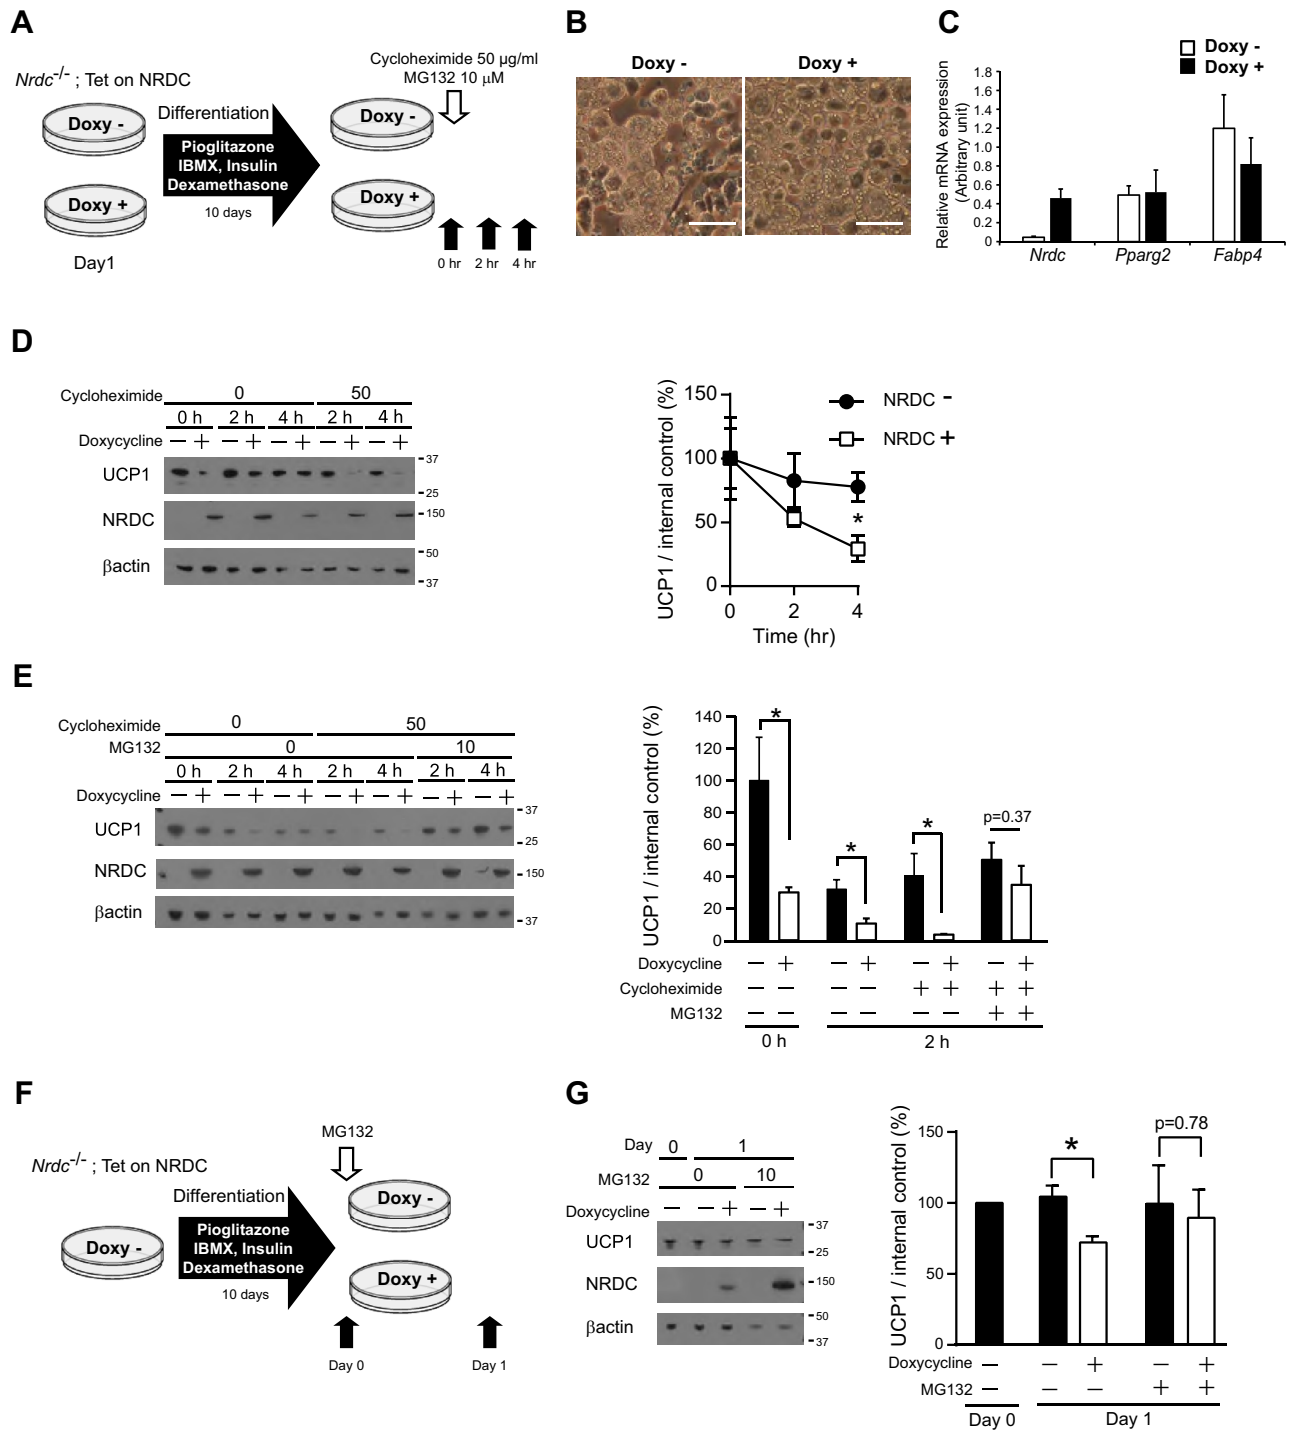 A
Nrdc-/- ; Tet on NRDC
Cycloheximide 50 µg/ml
MG132 10 µM
Doxy -
Differentiation
Doxy -
Pioglitazone
IBMX, Insulin
Dexamethasone
Doxy +
10 days
Doxy +
Day1
0 hr 2 hr 4 hr
B
Doxy - Doxy +
C
Doxy -
Doxy +
Relative mRNA expression
(Arbitrary unit)
1.8
1.6
1.4
1.2
1.0
0.8
0.6
0.4
0.2
0
Nrdc Pparg2 Fabp4
D
Cycloheximide 0 50
0 h 2 h 4 h 2 h 4 h
Doxycycline − + − + − + − + − +
UCP1
37
25
NRDC
150
βactin
50
37
UCP1 / internal control (%)
150
100
50
0
NRDC -
NRDC +
*
0 2 4
Time (hr)
E
Cycloheximide 0 50
MG132 0 10
0 h 2 h 4 h 2 h 4 h 2 h 4 h
Doxycycline − + − + − + − + − + − + − +
UCP1
37
25
NRDC
150
βactin
37
UCP1 / internal control (%)
140
120
100
80
60
40
20
0
* * * p=0.37
Doxycycline − + − + − + − +
Cycloheximide − − − − + + + +
MG132 − − − − − − + +
0 h 2 h
F
Nrdc-/- ; Tet on NRDC
MG132
Doxy -
Differentiation
Pioglitazone
IBMX, Insulin
Dexamethasone
10 days
Doxy -
Doxy +
Day 0 Day 1
G
Day 0 1
MG132 0 10
Doxycycline − − + − +
UCP1
37
25
NRDC
150
βactin
50
37
UCP1 / internal control (%)
150
100
50
0
* p=0.78
Doxycycline − − + − +
MG132 − − − + +
Day 0 Day 1